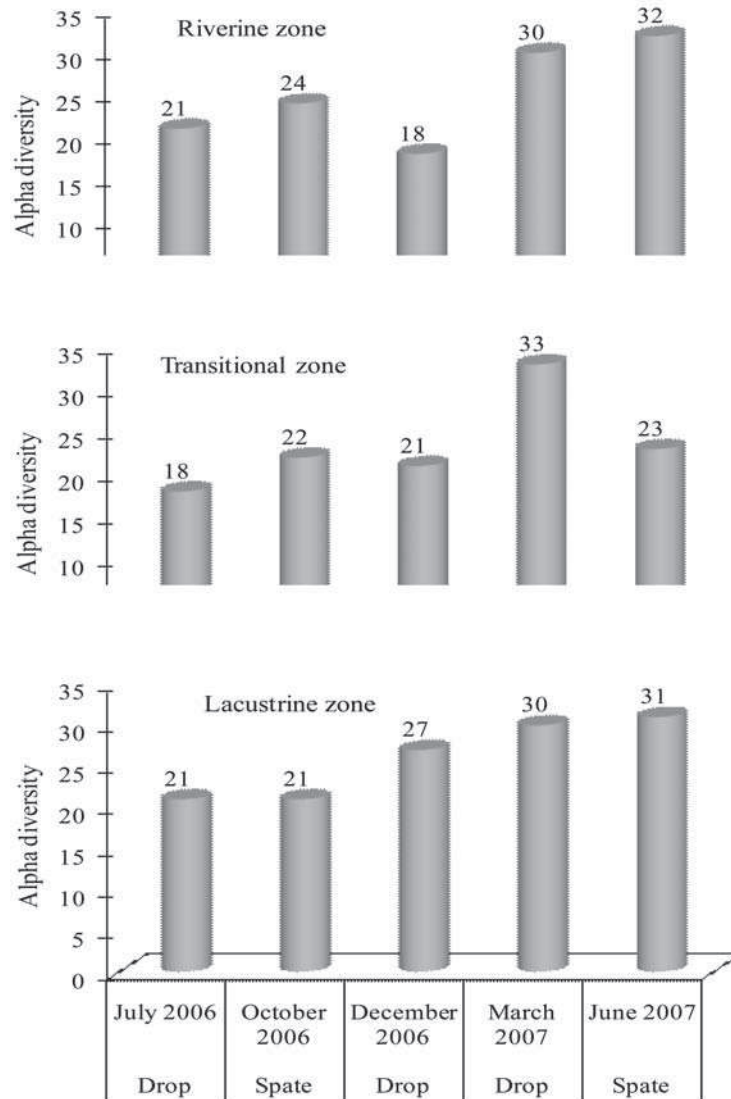 Riverine zone
Alpha diversity
35
30
25
20
15
10
21
24
18
30
32
Transitional zone
Alpha diversity
35
30
25
20
15
10
18
22
21
33
23
Lacustrine zone
Alpha diversity
35
30
25
20
15
10
5
0
21
21
27
30
31
July 2006
October
2006
December
2006
March
2007
June 2007
Drop
Spate
Drop
Drop
Spate